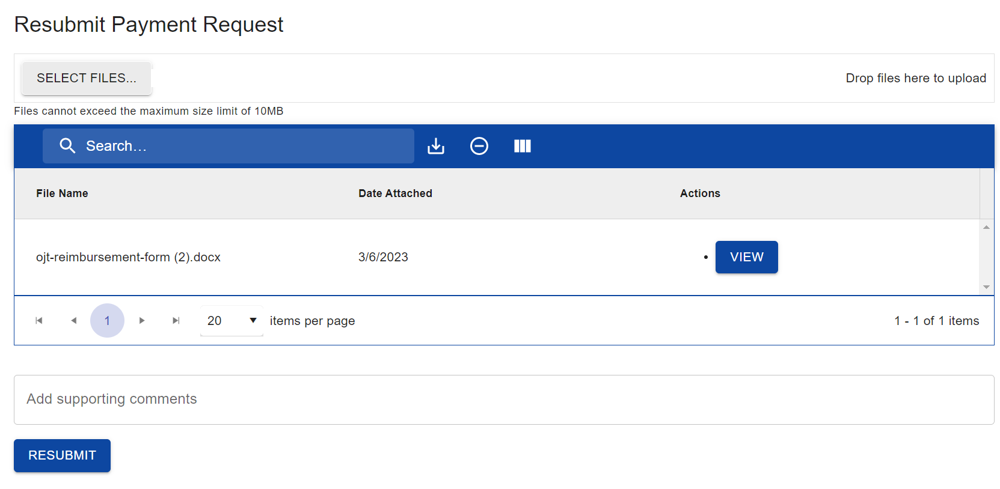 Resubmit Payment Request
SELECT FILES...
Drop files here to upload
Files cannot exceed the maximum size limit of 10MB
Search...
File Name
Date Attached
Actions
ojt-reimbursement-form (2).docx
3/6/2023
• VIEW
1
20
items per page
1 - 1 of 1 items
Add supporting comments
RESUBMIT